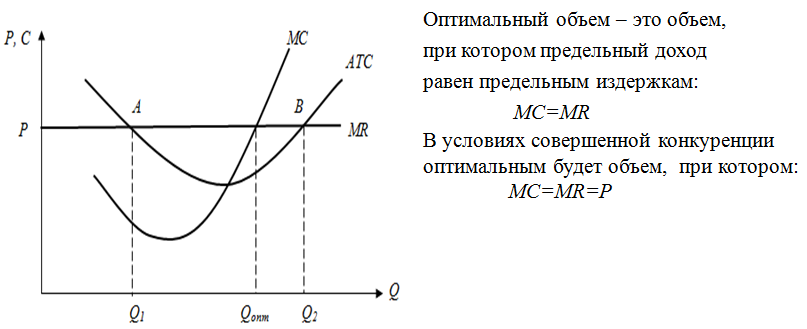 P, C
MC
ATC
A
B
P
MR
Q
Q1
Qопт
Q2
Оптимальный объем – это объем,
при котором предельный доход
равен предельным издержкам:
MC=MR
В условиях совершенной конкуренции
оптимальным будет объем, при котором:
MC=MR=P